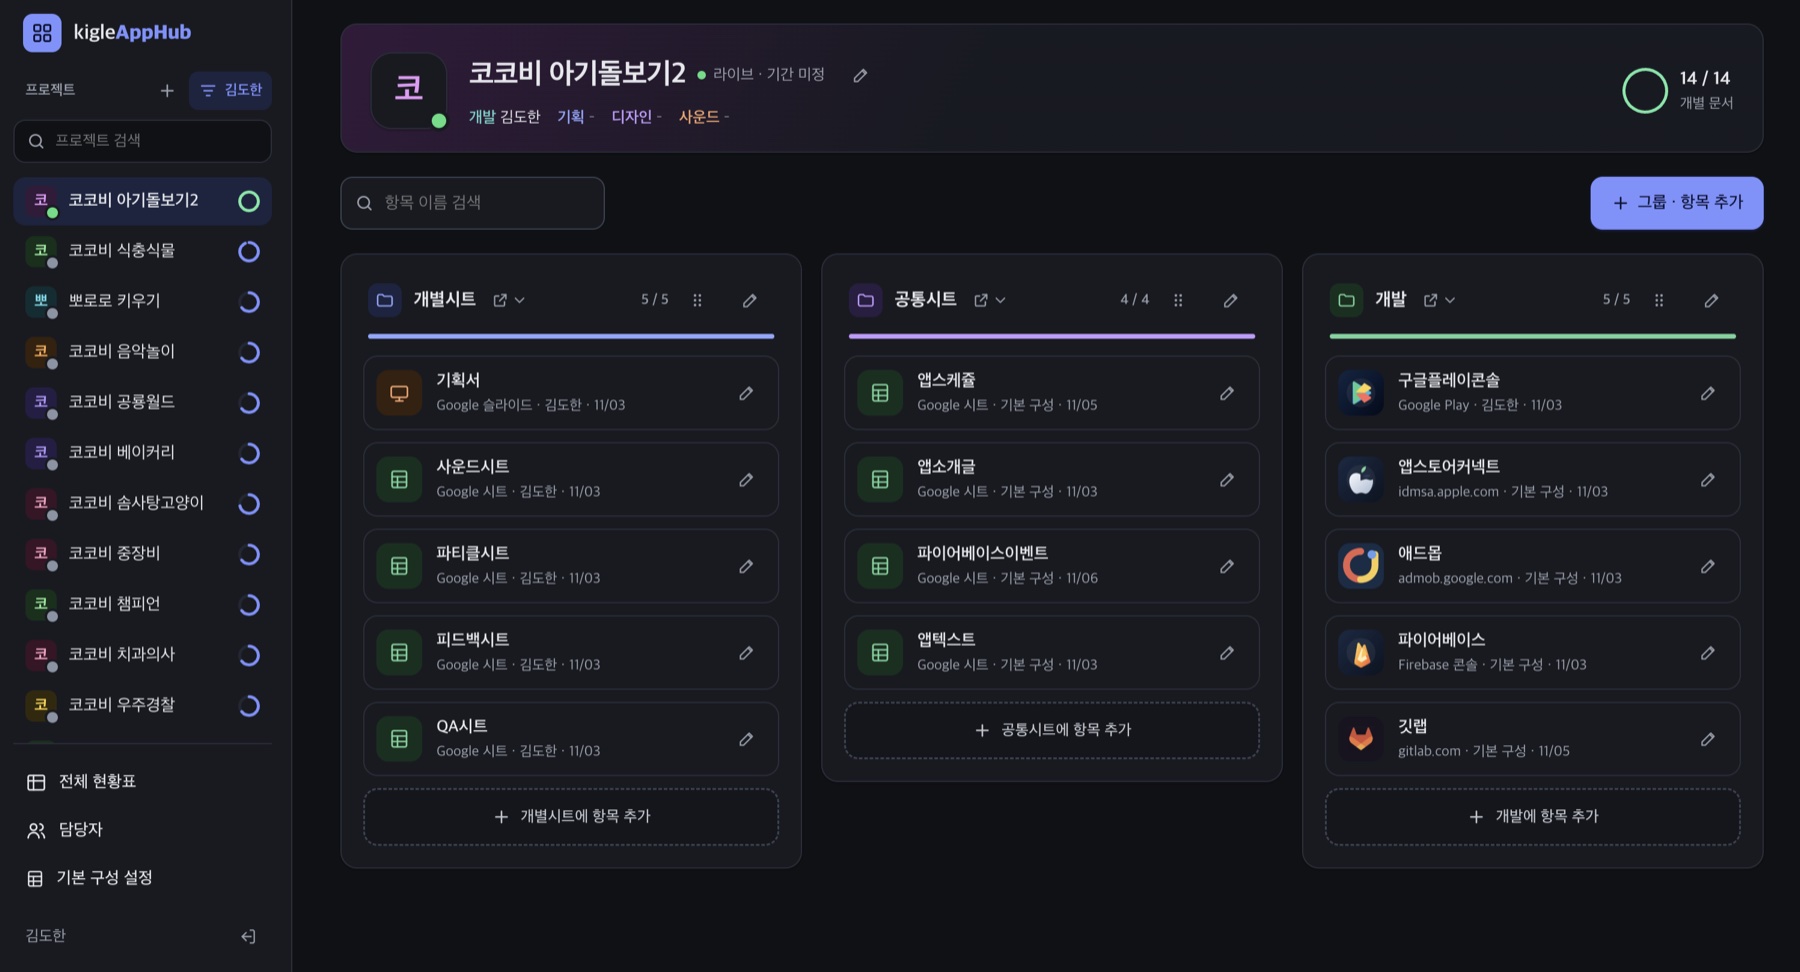 kigleAppHub
프로젝트
김도한
프로젝트 검색
코 코코비 아기돌보기2
코 코코비 식충식물
뽀 뽀로로 키우기
코 코코비 음악놀이
코 코코비 공룡월드
코 코코비 베이커리
코 코코비 솜사탕고양이
코 코코비 중장비
코 코코비 챔피언
코 코코비 치과의사
코 코코비 우주경찰
전체 현황표
담당자
기본 구성 설정
김도한
코
코코비 아기돌보기2
라이브 · 기간 미정
개발 김도한 기획 - 디자인 - 사운드 -
14 / 14
개별 문서
항목 이름 검색
+ 그룹 · 항목 추가
개별시트
5 / 5
기획서
Google 슬라이드 · 김도한 · 11/03
사운드시트
Google 시트 · 김도한 · 11/03
파티클시트
Google 시트 · 김도한 · 11/03
피드백시트
Google 시트 · 김도한 · 11/03
QA시트
Google 시트 · 김도한 · 11/03
+ 개별시트에 항목 추가
공통시트
4 / 4
앱스케쥴
Google 시트 · 기본 구성 · 11/05
앱소개글
Google 시트 · 기본 구성 · 11/03
파이어베이스이벤트
Google 시트 · 기본 구성 · 11/06
앱텍스트
Google 시트 · 기본 구성 · 11/03
+ 공통시트에 항목 추가
개발
5 / 5
구글플레이콘솔
Google Play · 김도한 · 11/03
앱스토어커넥트
idmsa.apple.com · 기본 구성 · 11/03
애드몹
admob.google.com · 기본 구성 · 11/03
파이어베이스
Firebase 콘솔 · 기본 구성 · 11/03
깃랩
gitlab.com · 기본 구성 · 11/05
+ 개발에 항목 추가